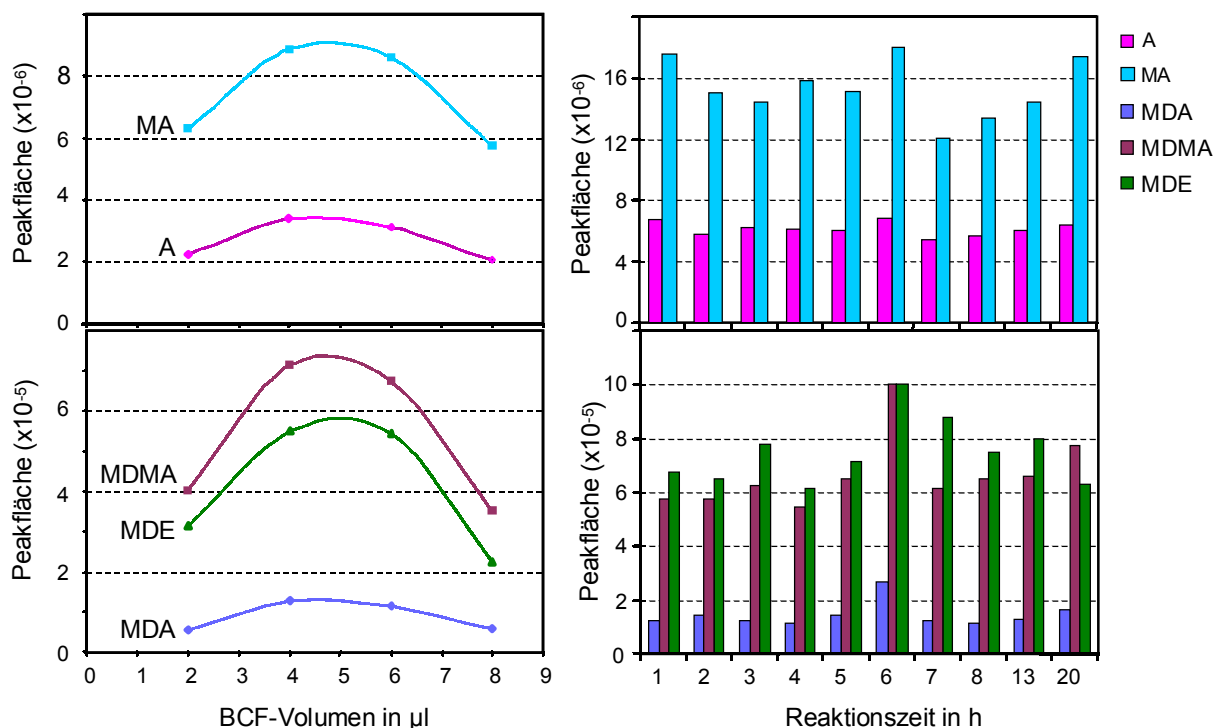 Peakfläche (x10⁻⁶)
8
6
4
2
0
MA
A
Peakfläche (x10⁻⁶)
16
12
8
4
0
A
MA
MDA
MDMA
MDE
Peakfläche (x10⁻⁵)
6
4
2
0
MDMA
MDE
MDA
0 1 2 3 4 5 6 7 8 9
BCF-Volumen in µl
Peakfläche (x10⁻⁵)
10
8
6
4
2
0
1 2 3 4 5 6 7 8 13 20
Reaktionszeit in h